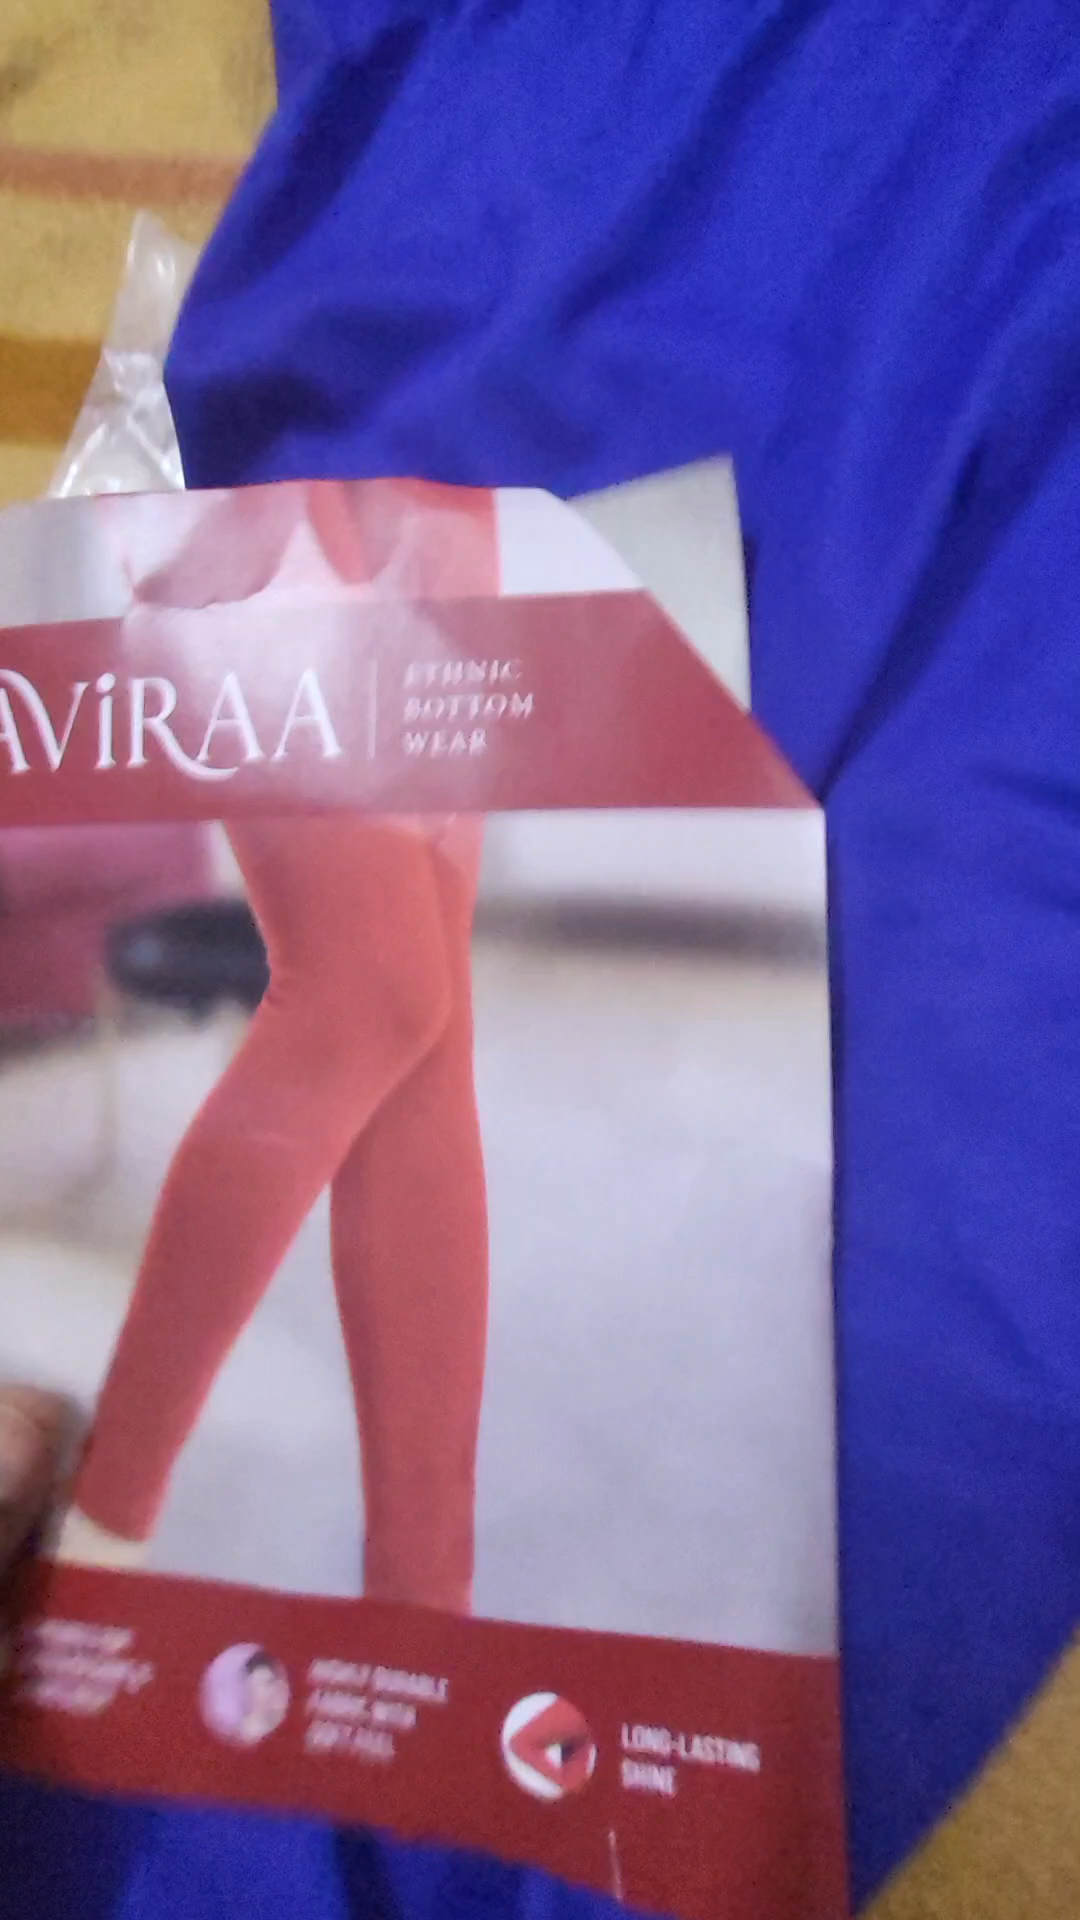 AViRAA
ETHNIC
BOTTOM
WEAR
HIGHLY DURABLE
FABRIC WITH
SOFT FEEL
LONG-LASTING
SHINE